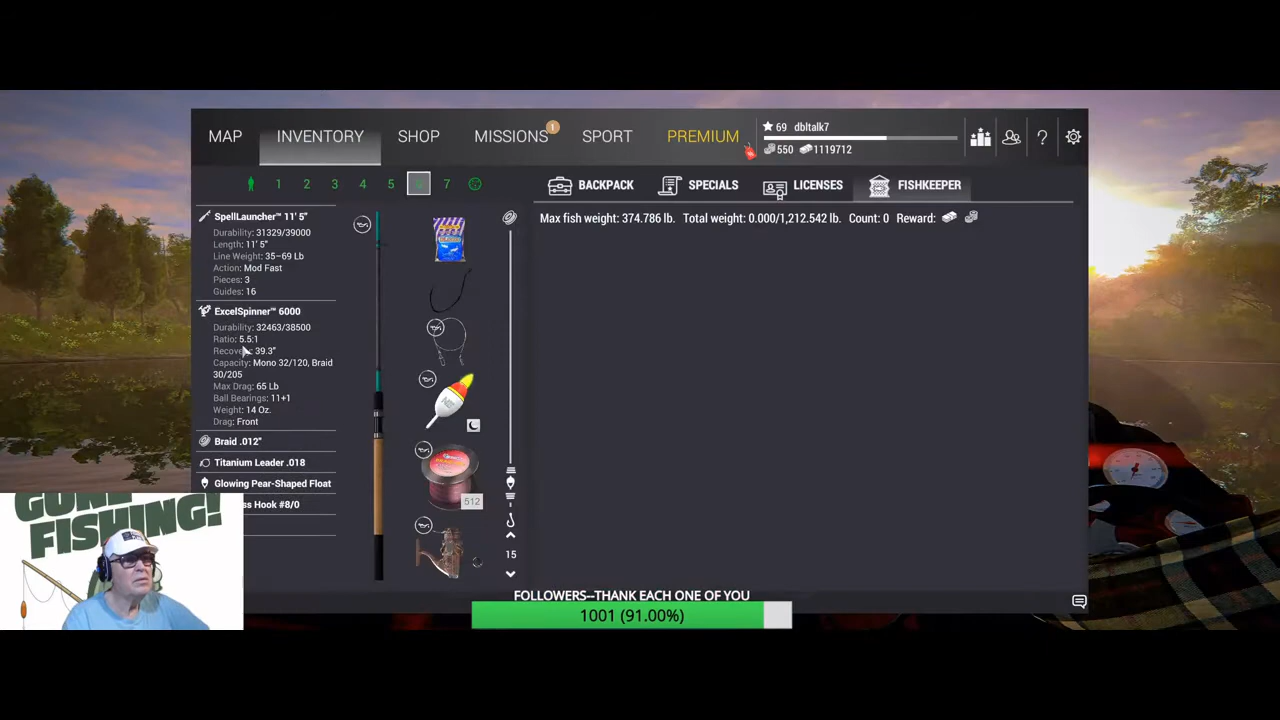 MAP
INVENTORY
SHOP
MISSIONS
1
SPORT
PREMIUM
69 dbltalk7
550 1119712
?
1 2 3 4 5 6 7
BACKPACK
SPECIALS
LICENSES
FISHKEEPER
Max fish weight: 374.786 lb. Total weight: 0.000/1,212.542 lb. Count: 0 Reward:
SpellLauncher™ 11' 5"
Durability: 31329/39000
Length: 11' 5"
Line Weight: 35–69 Lb
Action: Mod Fast
Pieces: 3
Guides: 16
ExcelSpinner™ 6000
Durability: 32463/38500
Ratio: 5.5:1
Recove 39.3"
Capacity: Mono 32/120, Braid
30/205
Max Drag: 65 Lb
Ball Bearings: 11+1
Weight: 14 Oz.
Drag: Front
Braid .012"
Titanium Leader .018
Glowing Pear-Shaped Float
ss Hook #8/0
512
15
GONE
FISHING!
FOLLOWERS--THANK EACH ONE OF YOU
1001 (91.00%)